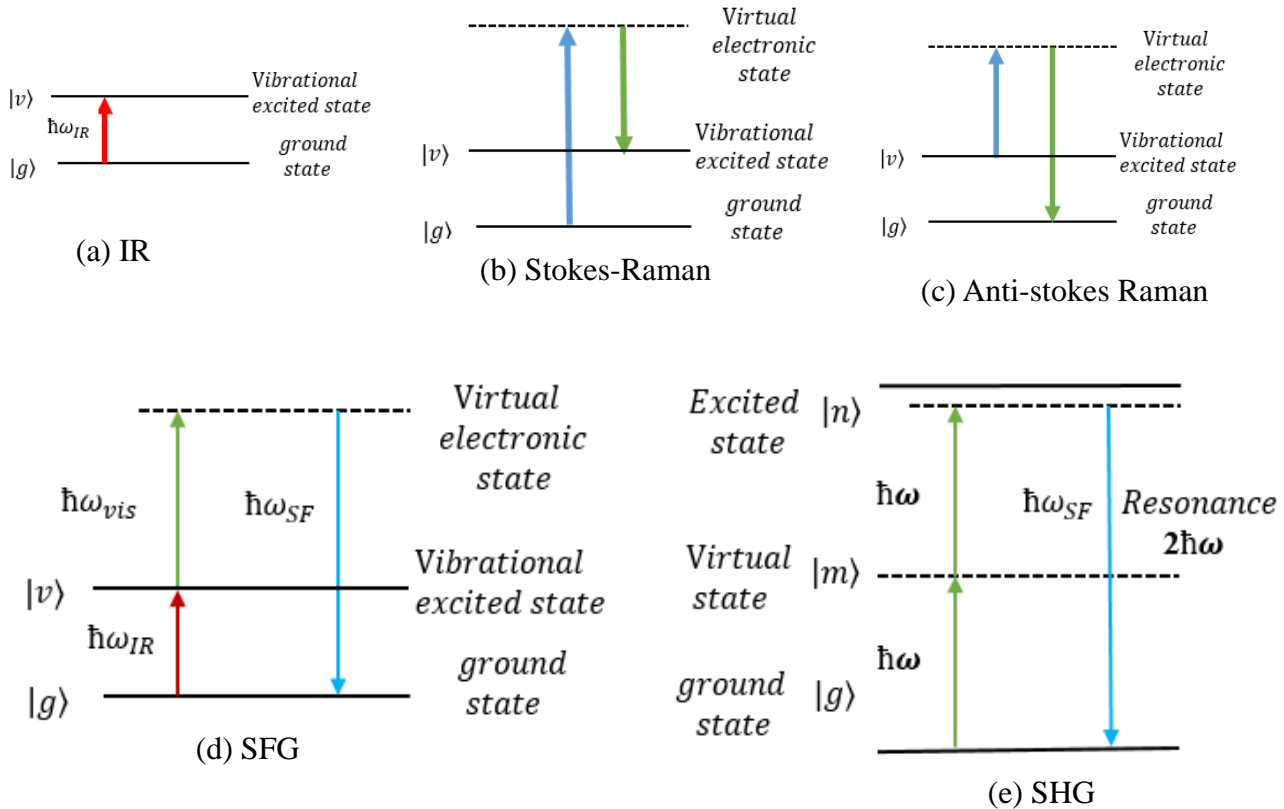 |v⟩
Vibrational
excited state
ħω_IR
|g⟩
ground
state
(a) IR
Virtual
electronic
state
|v⟩
Vibrational
excited state
|g⟩
ground
state
(b) Stokes-Raman
Virtual
electronic
state
|v⟩
Vibrational
excited state
|g⟩
ground
state
(c) Anti-stokes Raman
Virtual
electronic
state
ħω_vis
ħω_SF
|v⟩
Vibrational
excited state
ħω_IR
|g⟩
ground
state
(d) SFG
Excited
state
|n⟩
ħω
ħω_SF
Resonance
2ħω
Virtual
state
|m⟩
ħω
ground
state
|g⟩
(e) SHG